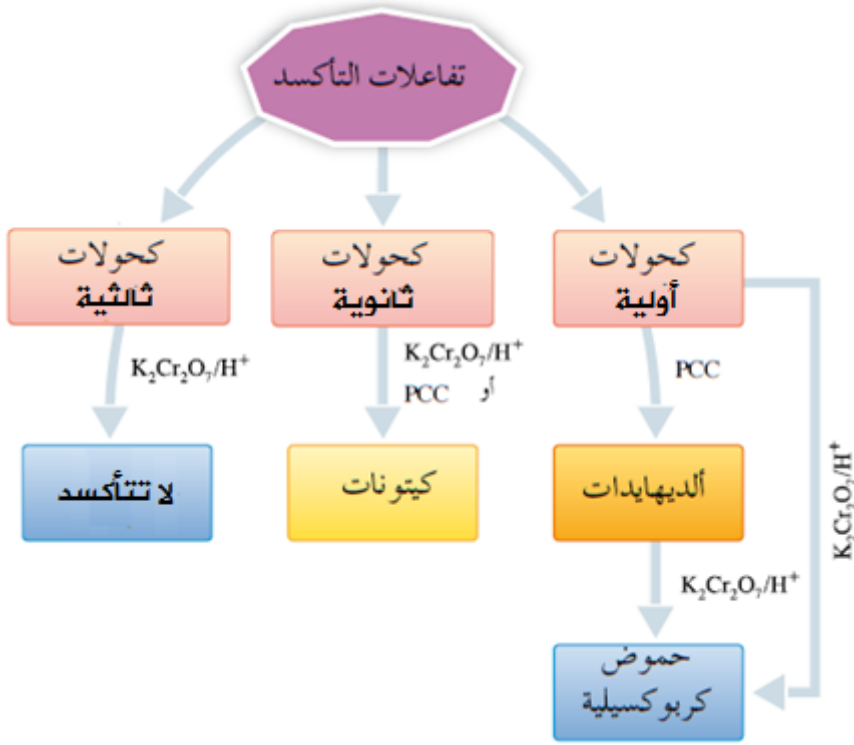 تفاعلات التأكسد
كحولات
أولية
كحولات
ثانوية
كحولات
ثالثية
PCC
K₂Cr₂O₇/H⁺
أو PCC
K₂Cr₂O₇/H⁺
K₂Cr₂O₇/H⁺
ألديهايدات
كيتونات
لا تتأكسد
K₂Cr₂O₇/H⁺
حموض
كربوكسيلية